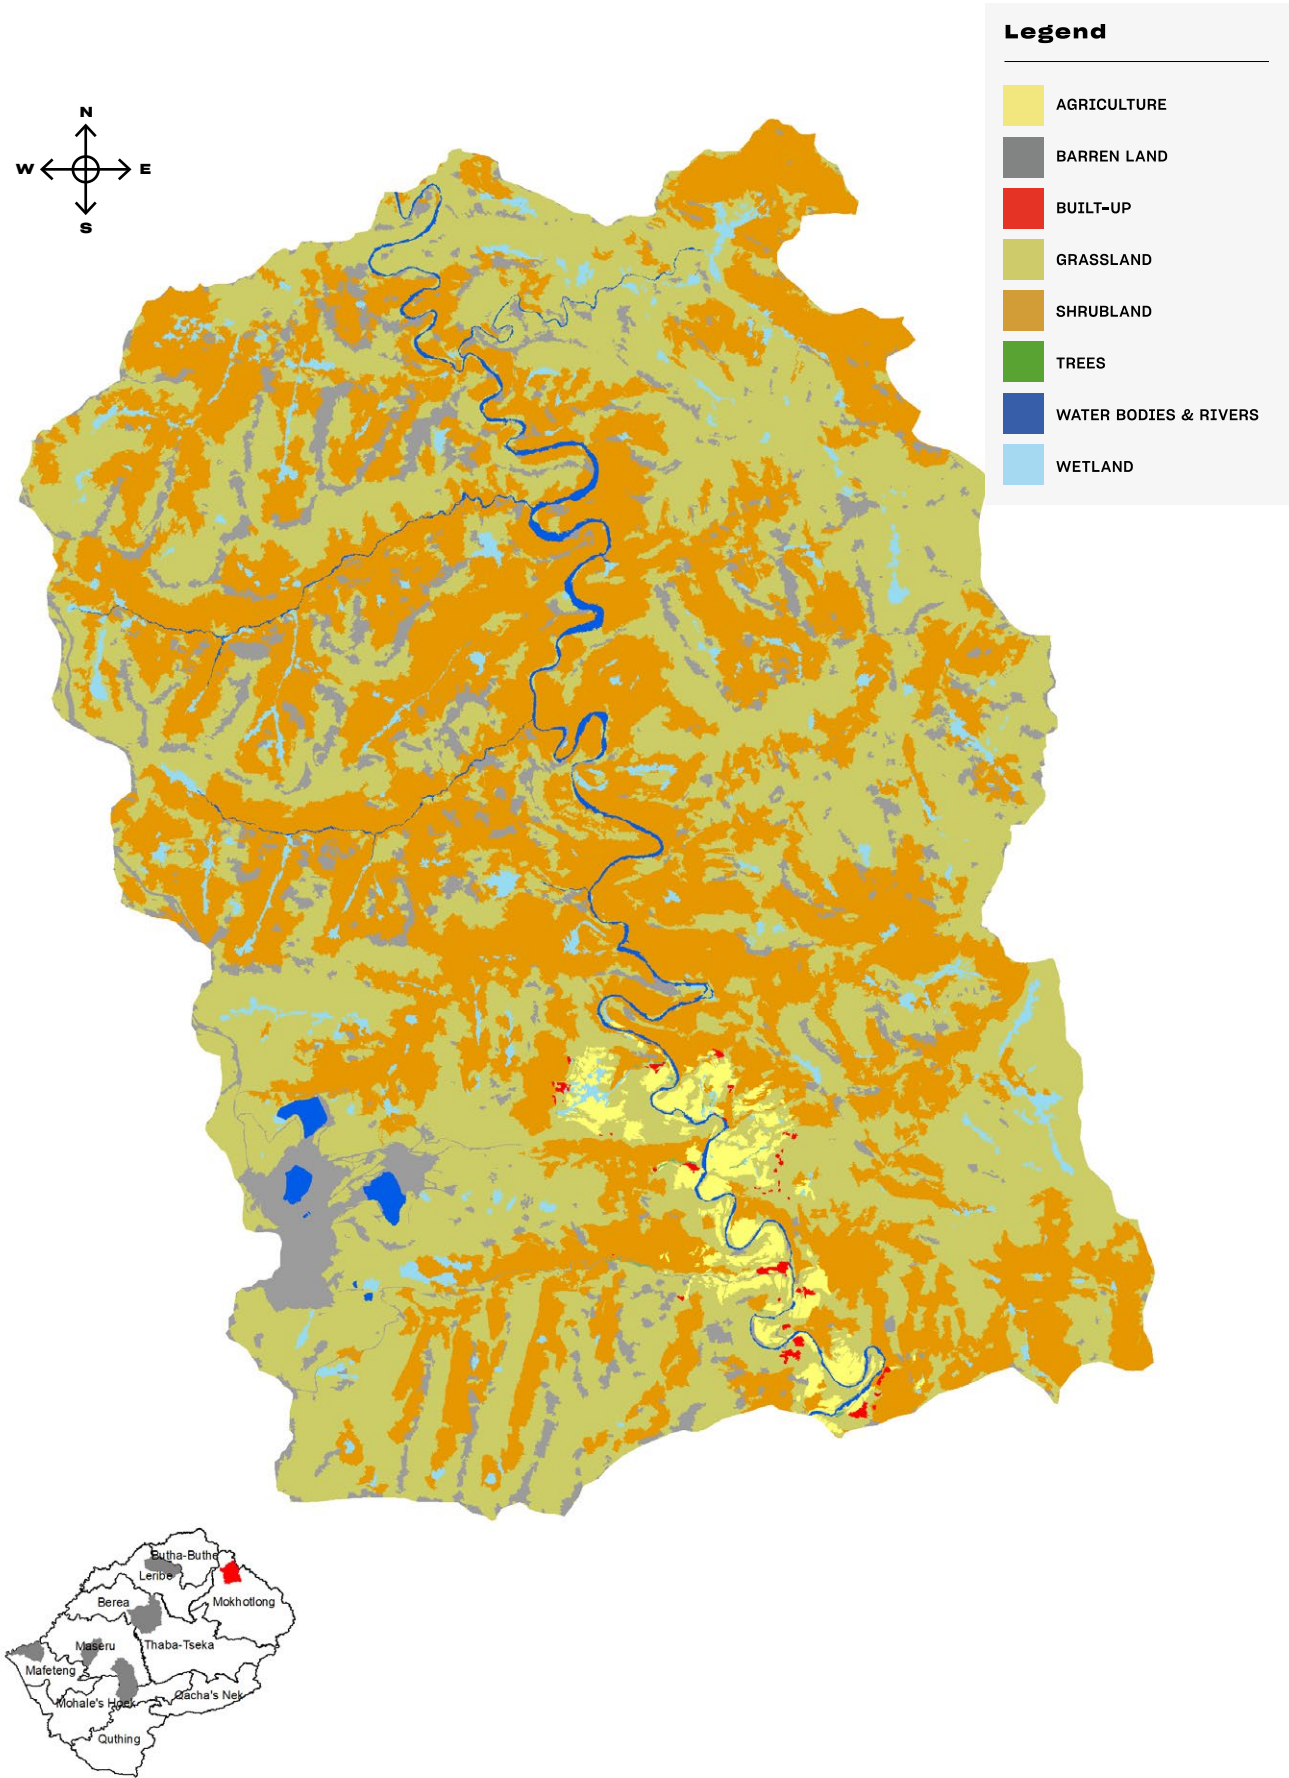 Legend
AGRICULTURE
BARREN LAND
BUILT-UP
GRASSLAND
SHRUBLAND
TREES
WATER BODIES & RIVERS
WETLAND
N
W E
S
Butha-Buthe
Leribe
Berea
Mokhotlong
Maseru
Thaba-Tseka
Mafeteng
Mohale's Hoek
Qacha's Nek
Quthing